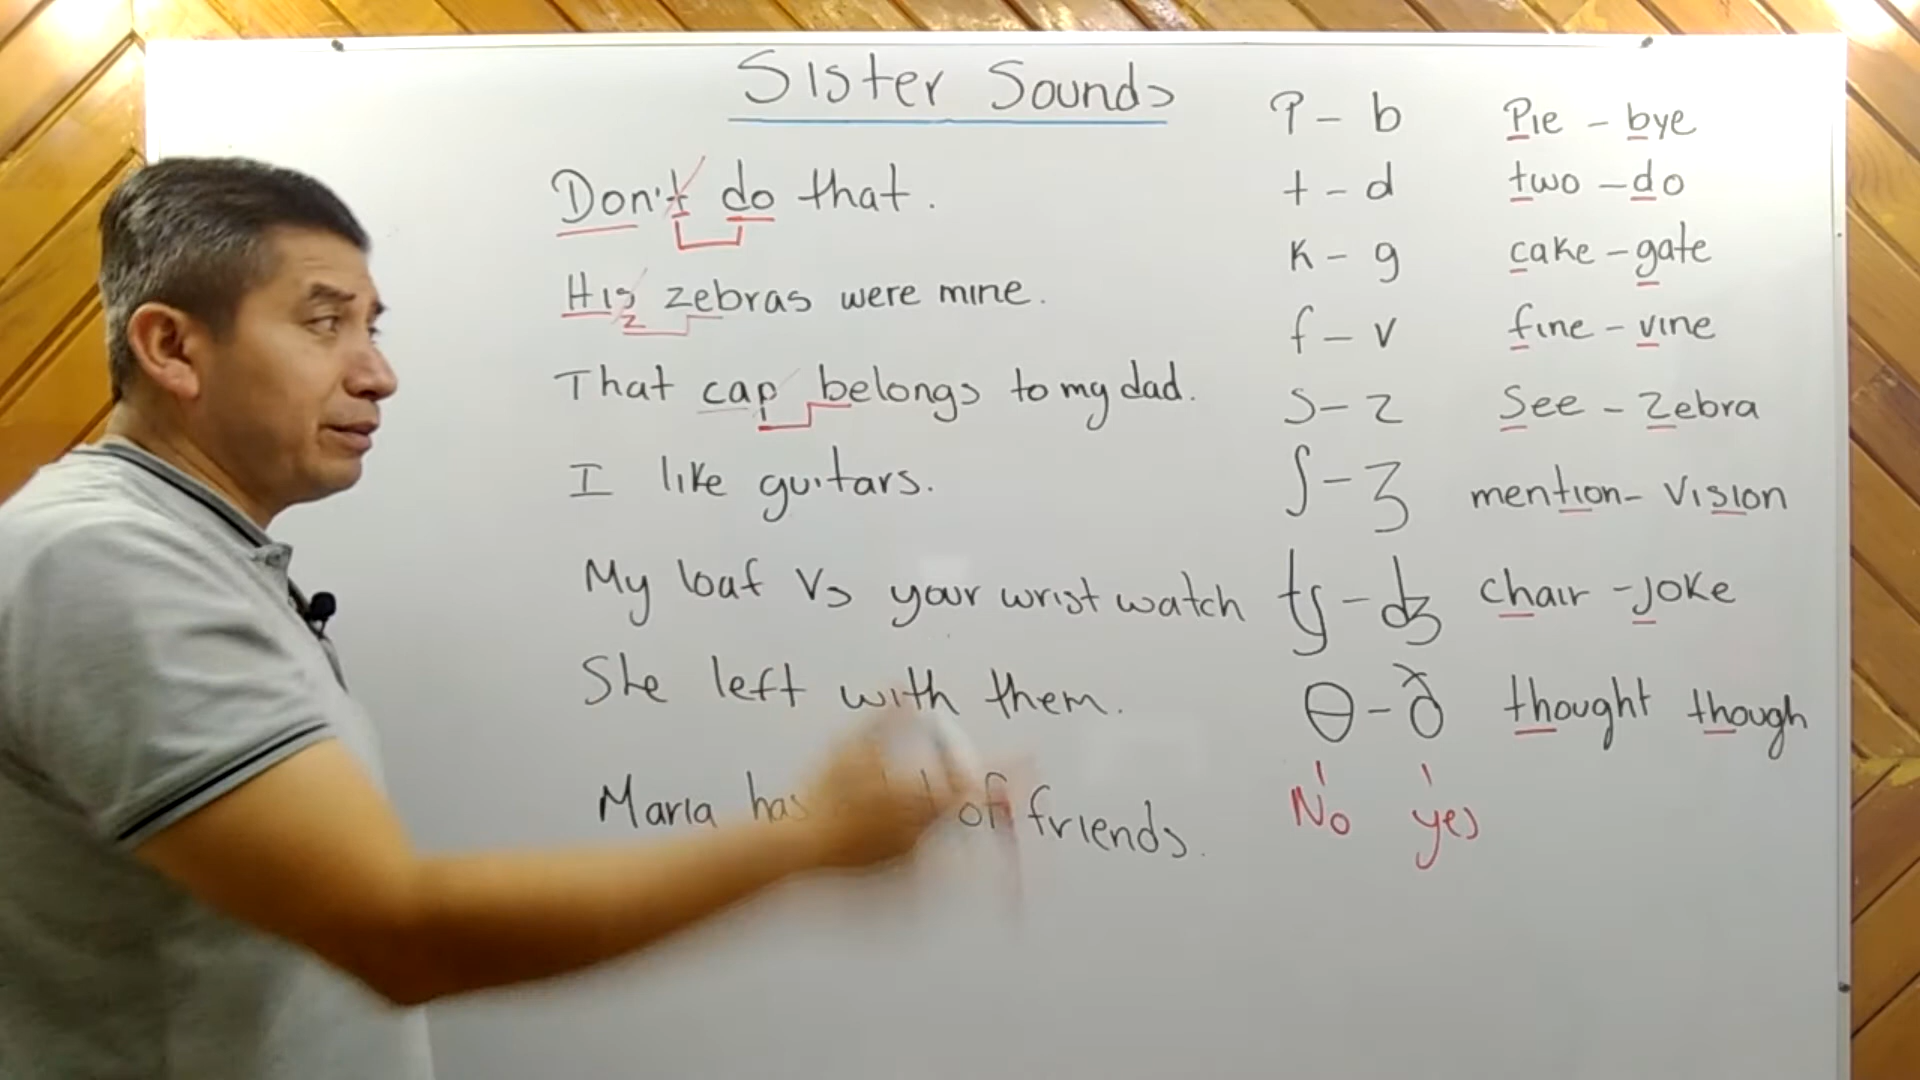 Sister Sounds
Don't do that.
His zebras were mine.
z
That cap belongs to my dad.
I like guitars.
My loaf Vs your wrist watch
She left with them.
Maria has of friends.
P - b Pie - bye
t - d two - do
k - g cake - gate
f - v fine - vine
s - z See - Zebra
ʃ - ʒ mention - Vision
tʃ - dʒ chair - joke
θ - ð thought though
No yes